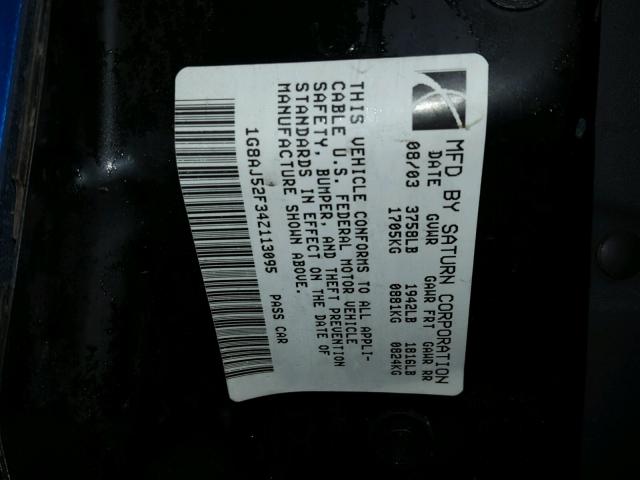 MFD BY SATURN CORPORATION
DATE GVWR GAWR FRT GAWR RR
08/03 3758LB 1942LB 1816LB
1705KG 0881KG 0824KG
THIS VEHICLE CONFORMS TO ALL APPLI-
CABLE U.S. FEDERAL MOTOR VEHICLE
SAFETY, BUMPER, AND THEFT PREVENTION
STANDARDS IN EFFECT ON THE DATE OF
MANUFACTURE SHOWN ABOVE.
1G8AJ52F34Z113095 PASS CAR